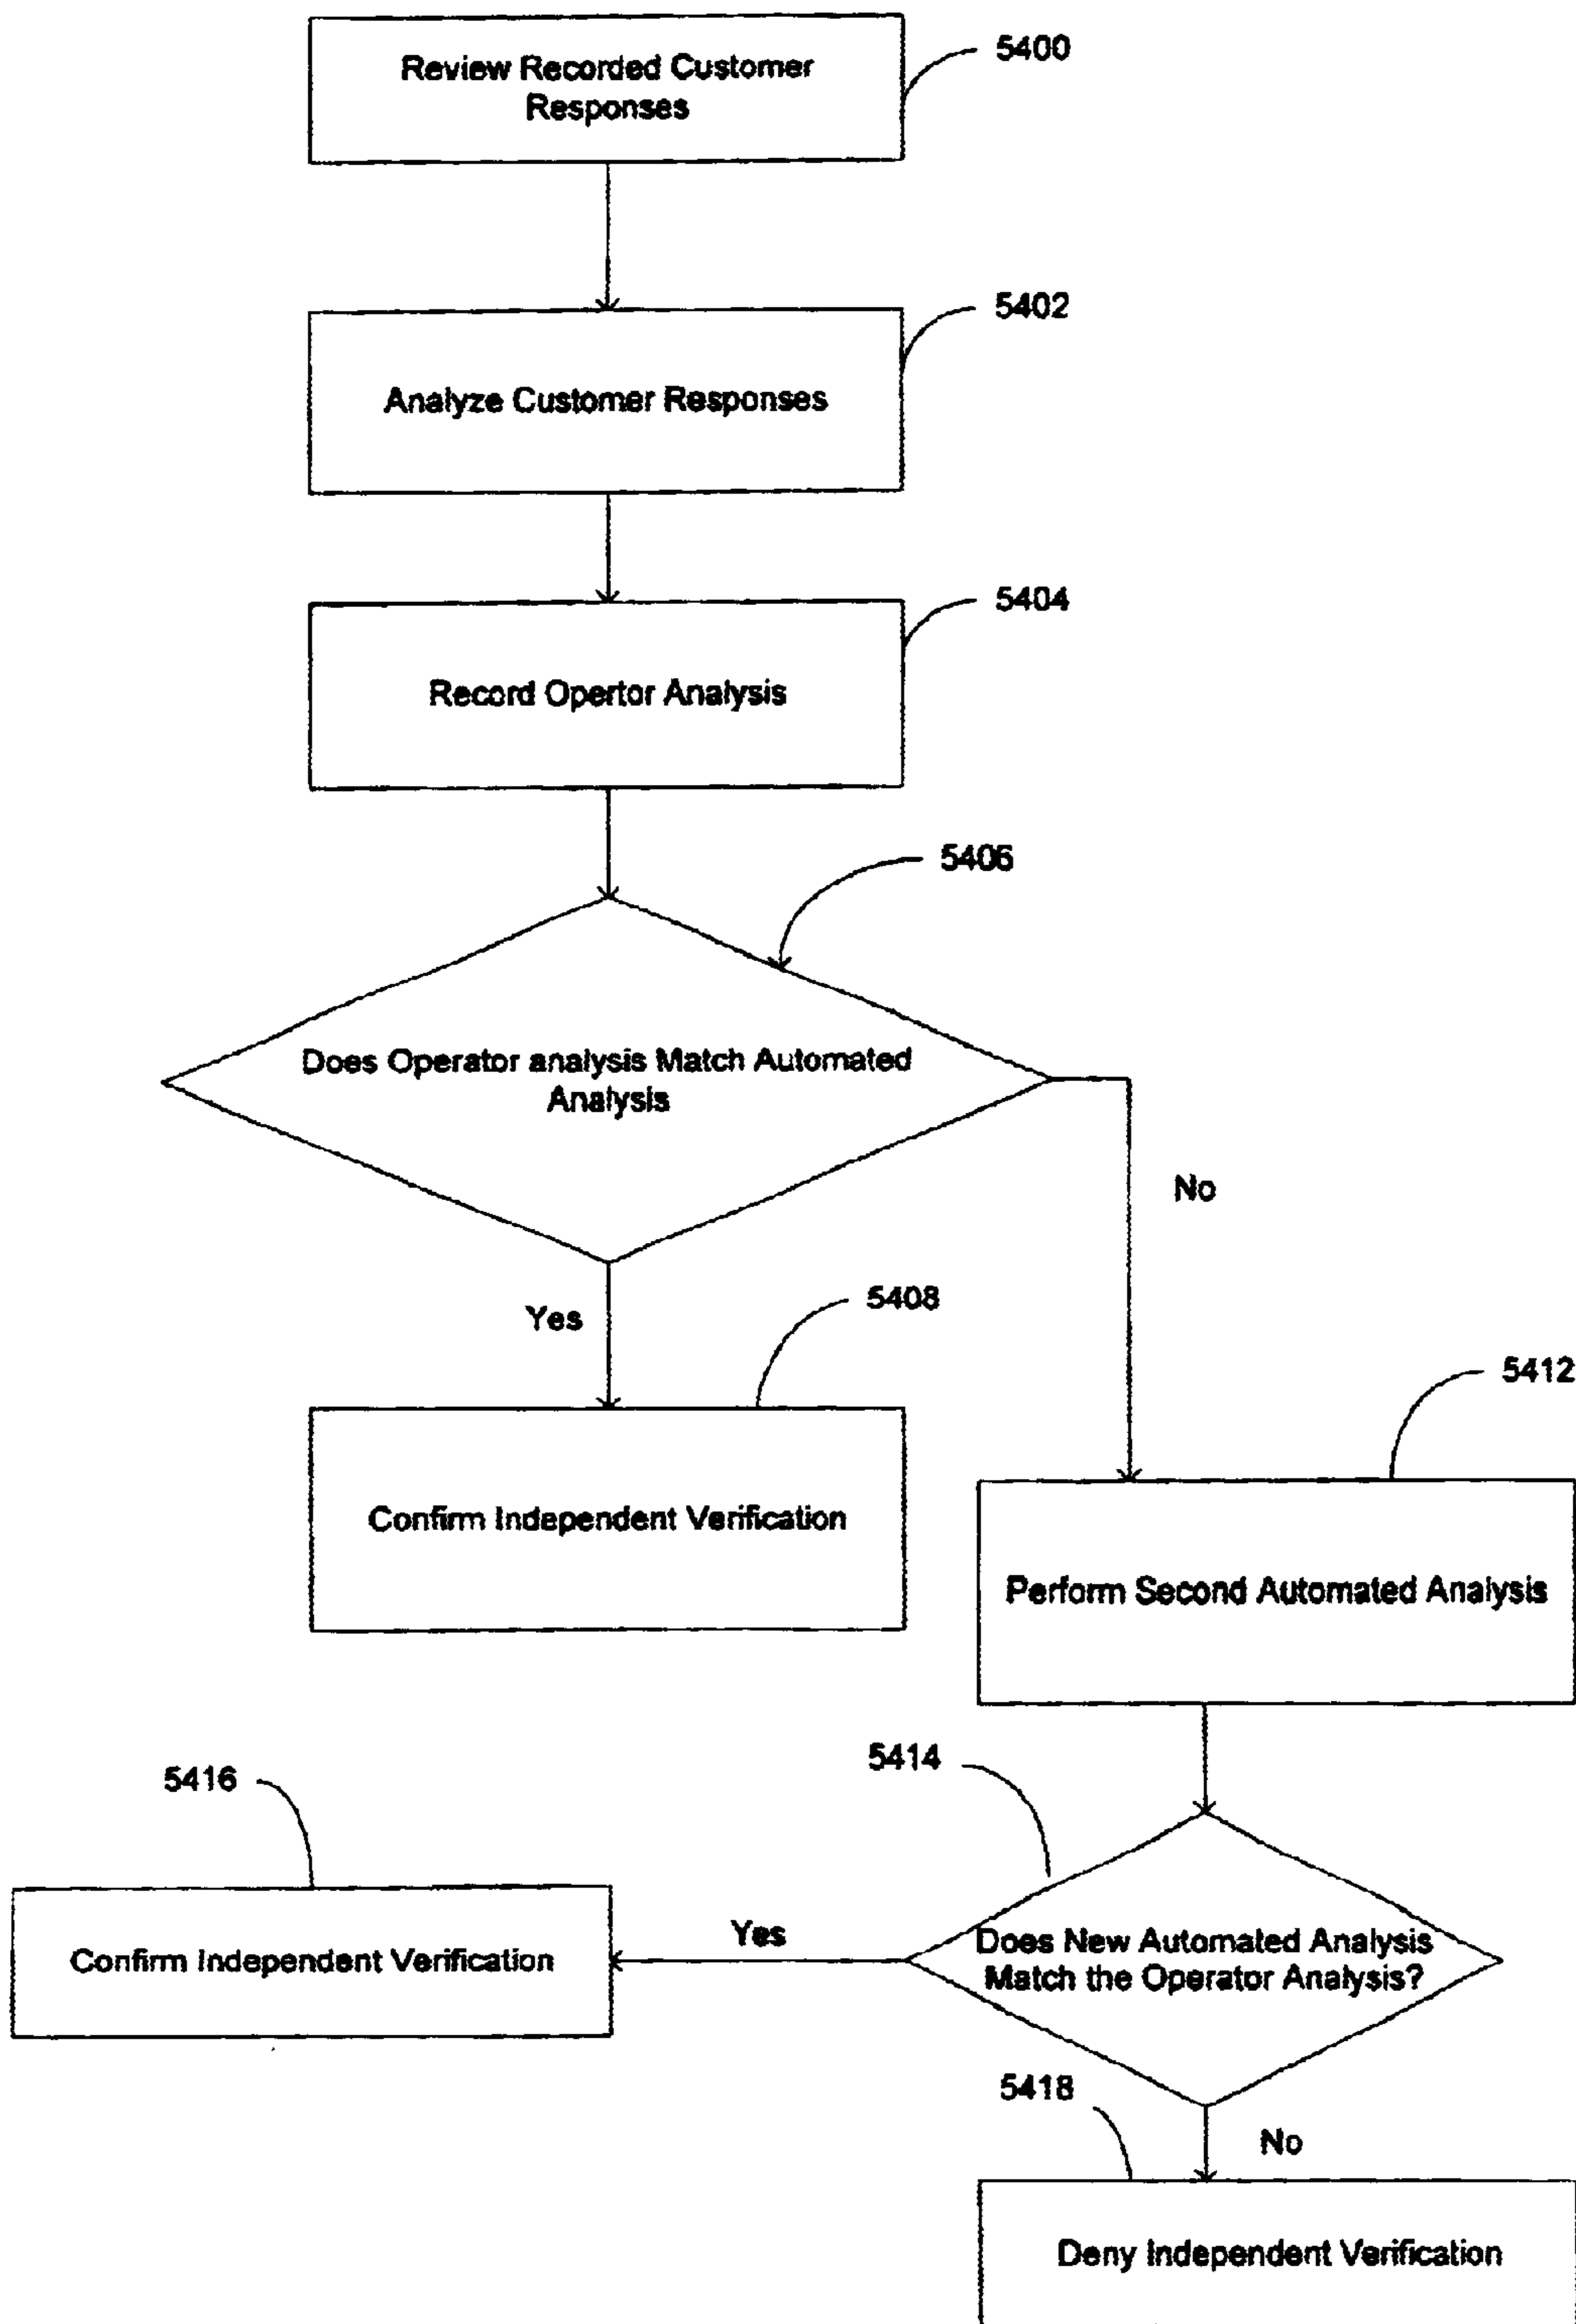 Review Recorded Customer
Responses
5400
Analyze Customer Responses
5402
Record Opertor Analysis
5404
5406
Does Operator analysis Match Automated
Analysis
No
Yes
5408
Confirm Independent Verification
5412
Perform Second Automated Analysis
5414
5416
Does New Automated Analysis
Match the Operator Analysis?
Yes
Confirm Independent Verification
5418
No
Deny Independent Verification